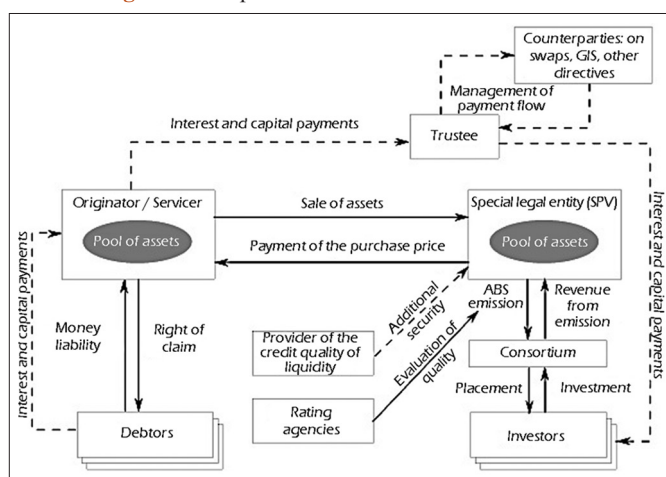 Counterparties: on
swaps, GIS, other
directives
Management of
payment flow
Interest and capital payments
Trustee
Originator / Servicer
Sale of assets
Special legal entity (SPV)
Pool of assets
Payment of the purchase price
Pool of assets
Interest and capital payments
Interest and capital payments
Money
liability
Right of
claim
Additional
security
ABS
emission
Revenue
from
emission
Provider of the
credit quality of
liquidity
Evaluation of
quality
Consortium
Placement
Investment
Rating
agencies
Debtors
Investors